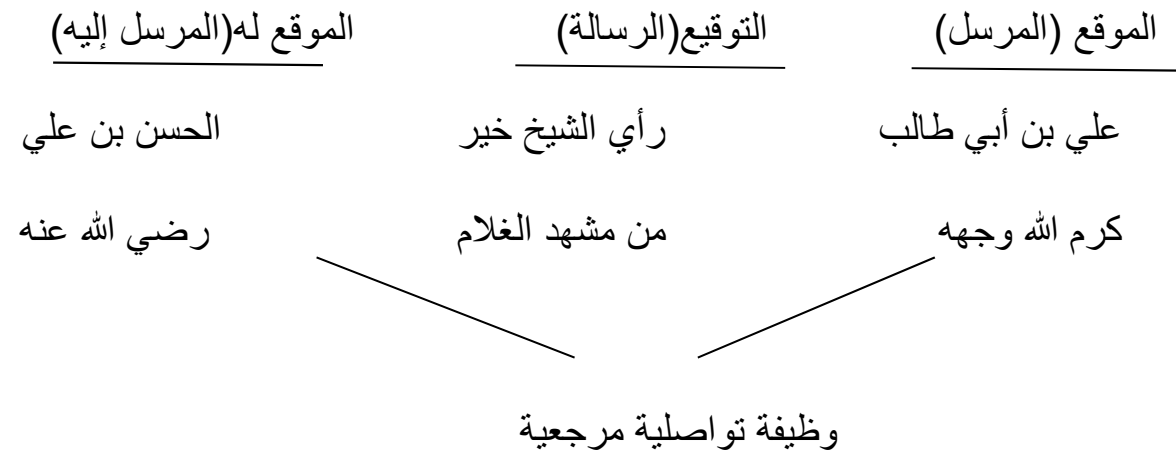 الموقع (المرسل) التوقيع(الرسالة) الموقع له(المرسل إليه)
علي بن أبي طالب رأي الشيخ خير الحسن بن علي
كرم الله وجهه من مشهد الغلام رضي الله عنه
وظيفة تواصلية مرجعية